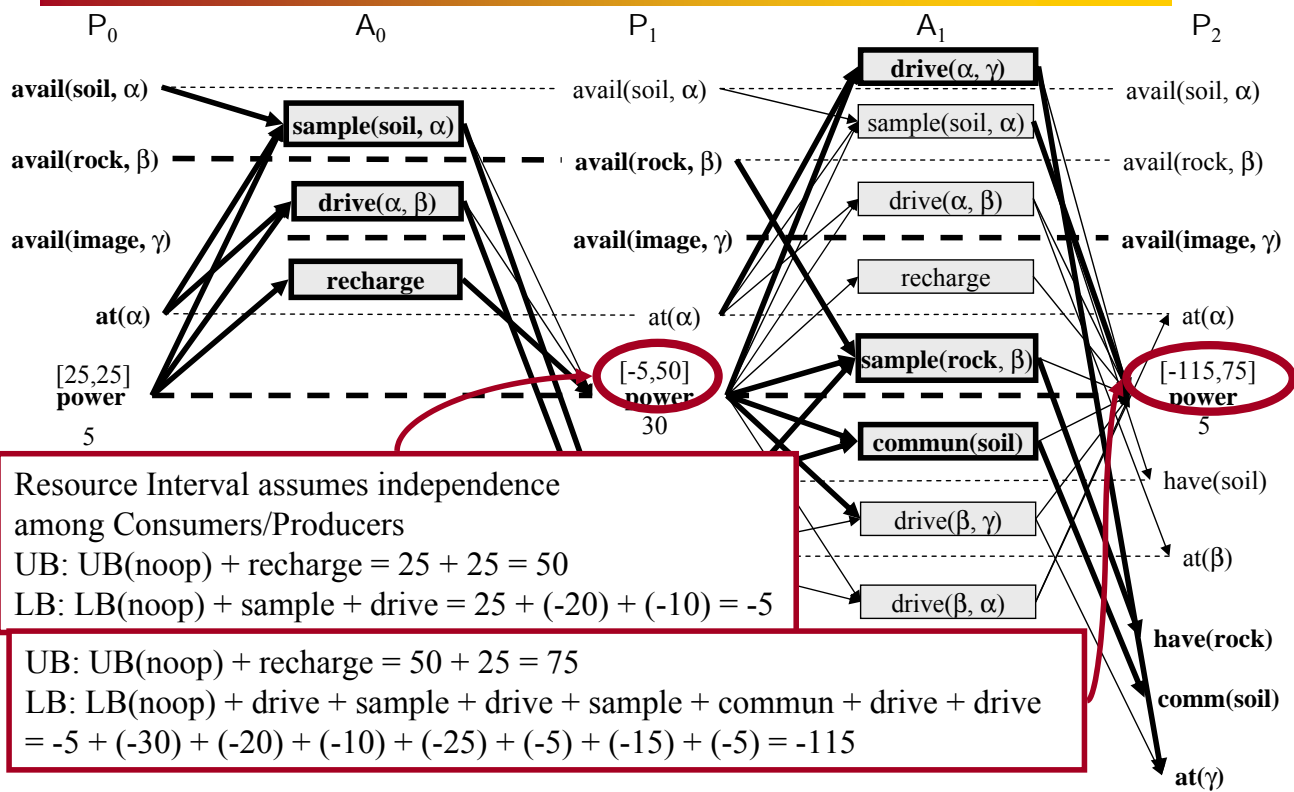 P0 A0 P1 A1 P2
avail(soil, α)
avail(rock, β)
avail(image, γ)
at(α)
[25,25]
power
5
sample(soil, α)
drive(α, β)
recharge
avail(soil, α)
avail(rock, β)
avail(image, γ)
at(α)
[-5,50]
power
30
drive(α, γ)
sample(soil, α)
drive(α, β)
recharge
sample(rock, β)
commun(soil)
drive(β, γ)
drive(β, α)
avail(soil, α)
avail(rock, β)
avail(image, γ)
at(α)
[-115,75]
power
5
have(soil)
at(β)
have(rock)
comm(soil)
at(γ)
Resource Interval assumes independence
among Consumers/Producers
UB: UB(noop) + recharge = 25 + 25 = 50
LB: LB(noop) + sample + drive = 25 + (-20) + (-10) = -5
UB: UB(noop) + recharge = 50 + 25 = 75
LB: LB(noop) + drive + sample + drive + sample + commun + drive + drive
= -5 + (-30) + (-20) + (-10) + (-25) + (-5) + (-15) + (-5) = -115